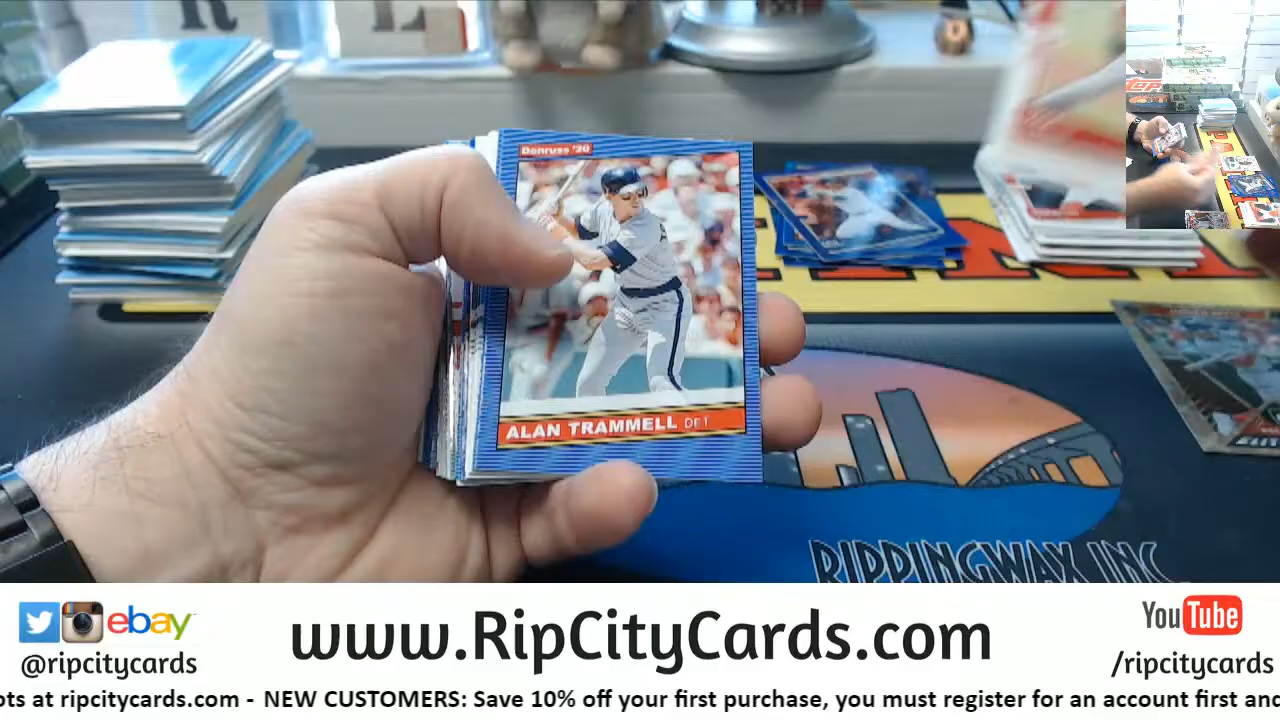 Donruss '20
ALAN TRAMMELL DET
RIPPINGWAX INC
ebay
www.RipCityCards.com
YouTube
@ripcitycards
/ripcitycards
ots at ripcitycards.com - NEW CUSTOMERS: Save 10% off your first purchase, you must register for an account first and